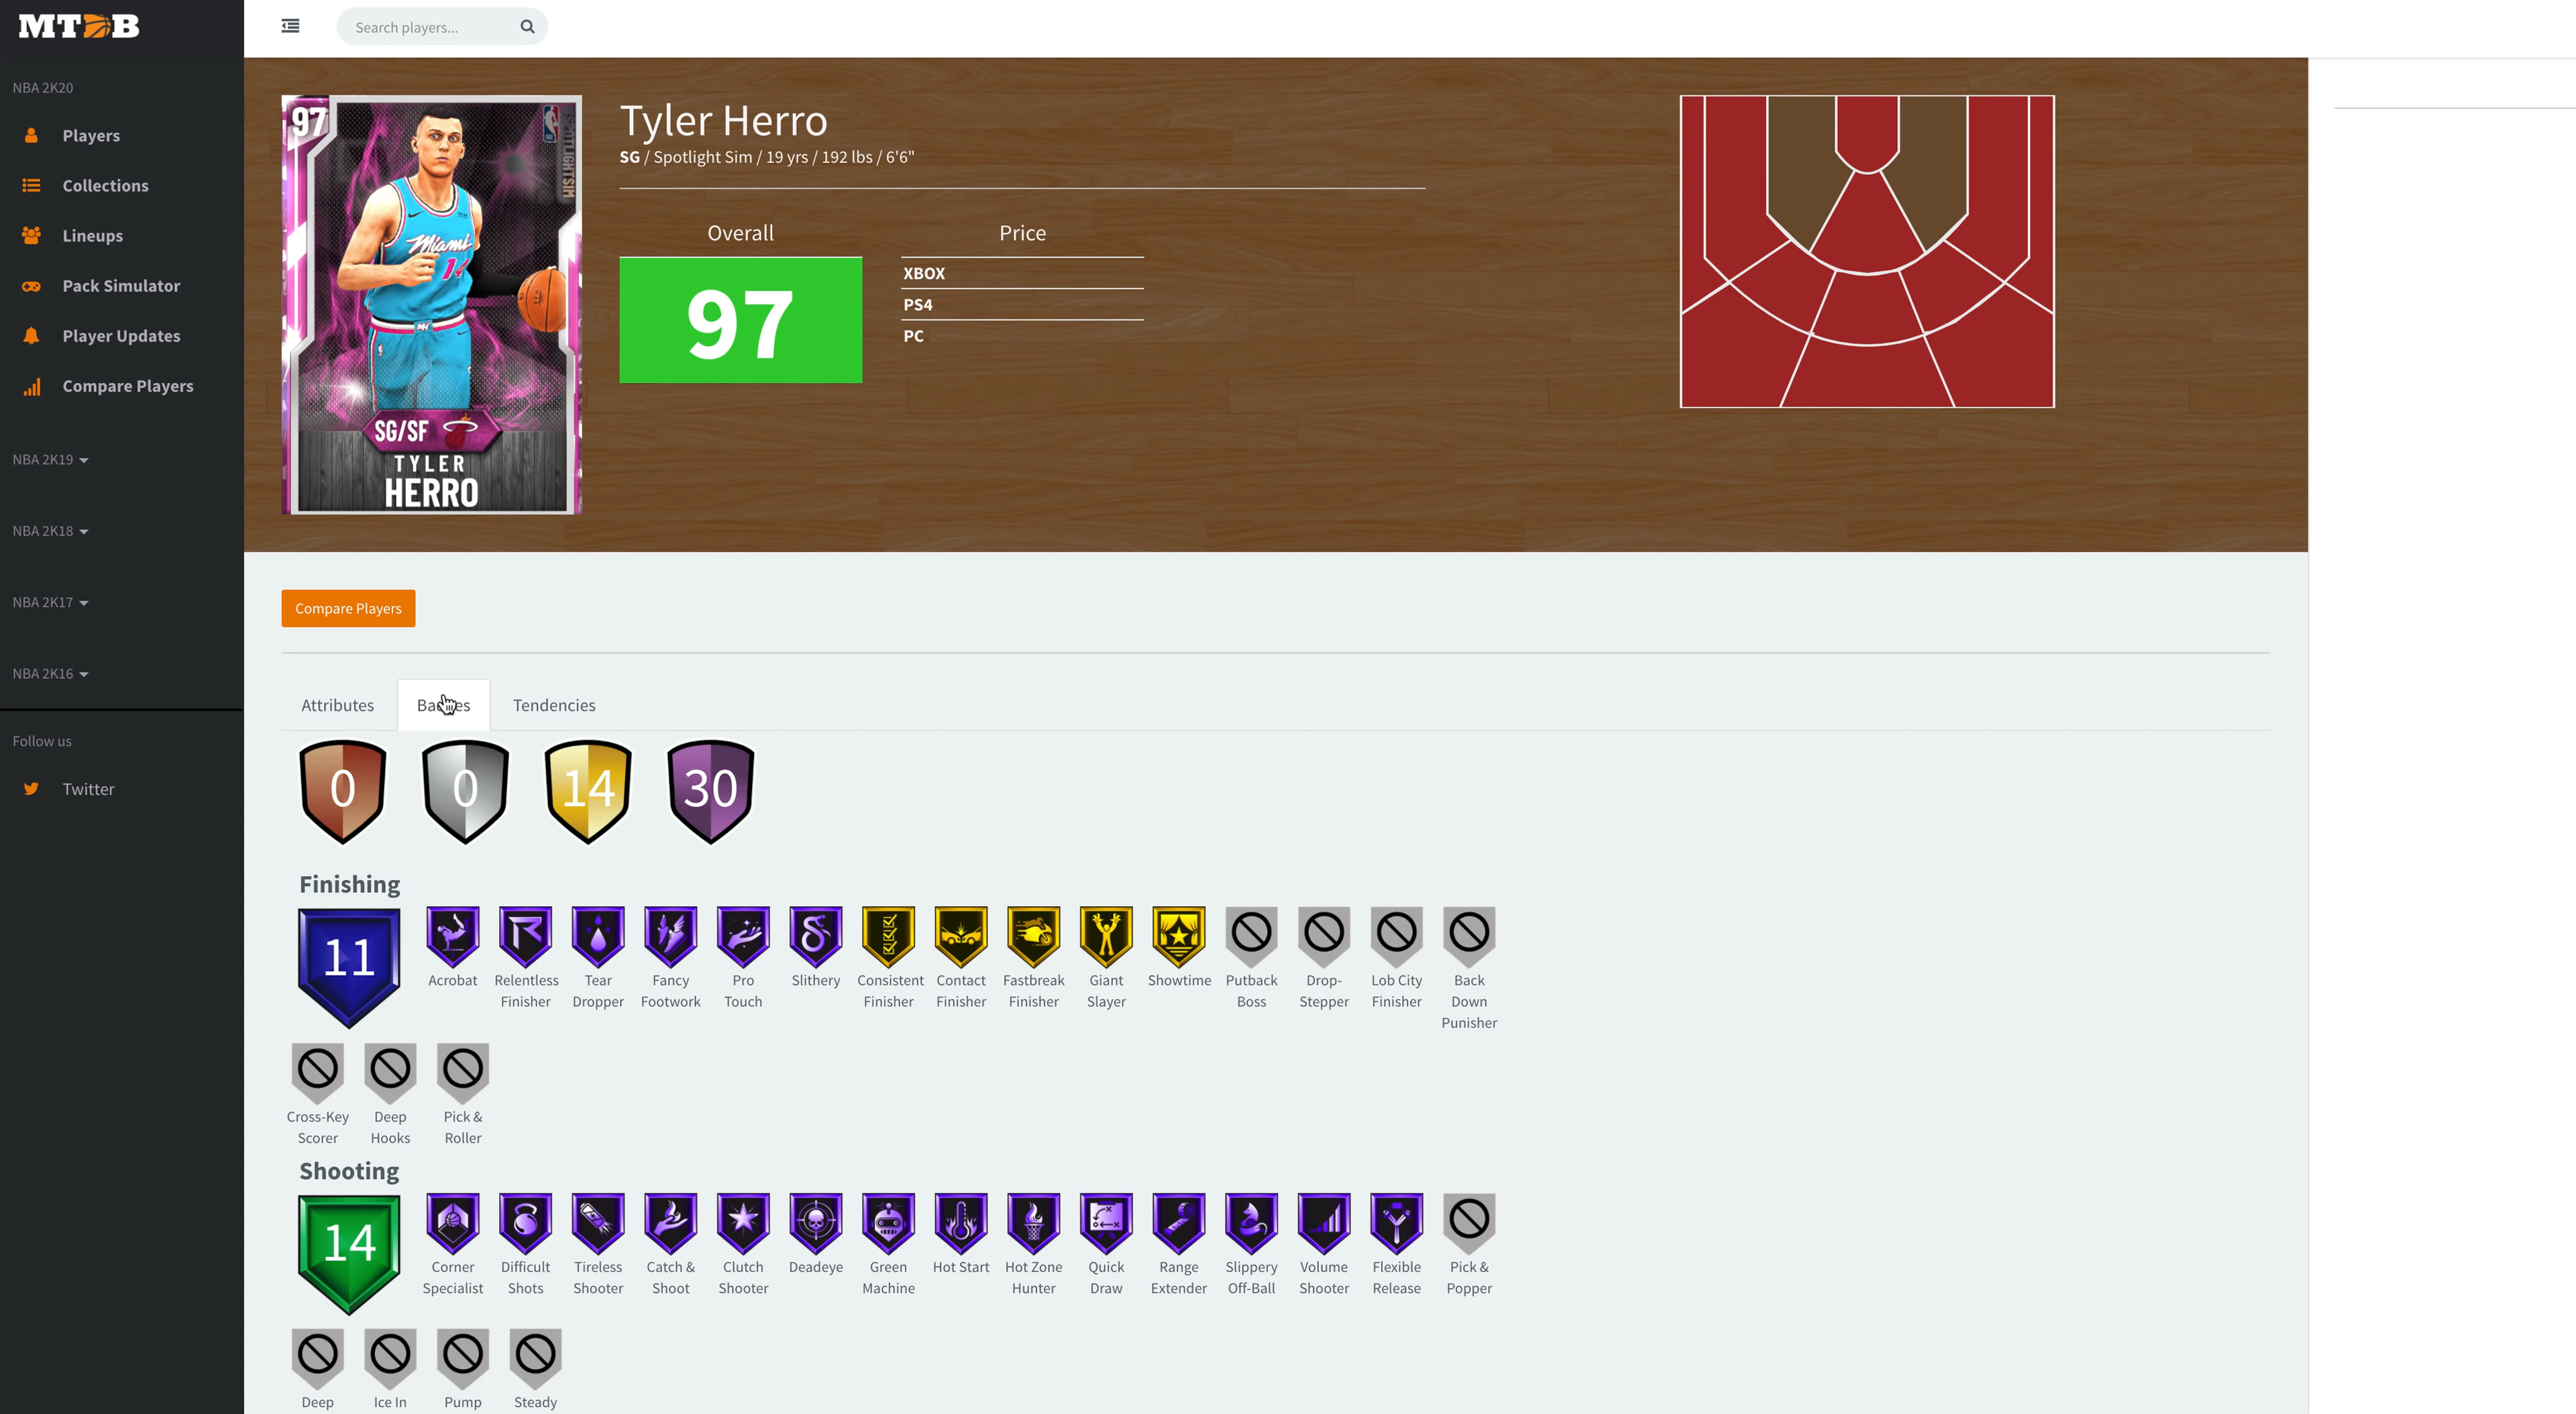 MTDB
Search players...
NBA 2K20
Players
Collections
Lineups
Pack Simulator
Player Updates
Compare Players
NBA 2K19
NBA 2K18
NBA 2K17
NBA 2K16
Follow us
Twitter
97
SPOTLIGHT SIM
Miami
14
SG/SF
TYLER
HERRO
Tyler Herro
SG / Spotlight Sim / 19 yrs / 192 lbs / 6'6"
Overall
97
Price
XBOX
PS4
PC
Compare Players
Attributes
Tendencies
0 0 14 30
Finishing
11
Acrobat
Relentless
Finisher
Tear
Dropper
Fancy
Footwork
Pro
Touch
Slithery
Consistent
Finisher
Contact
Finisher
Fastbreak
Finisher
Giant
Slayer
Showtime
Putback
Boss
Drop-
Stepper
Lob City
Finisher
Back
Down
Punisher
Cross-Key
Scorer
Deep
Hooks
Pick &
Roller
Shooting
14
Corner
Specialist
Difficult
Shots
Tireless
Shooter
Catch &
Shoot
Clutch
Shooter
Deadeye
Green
Machine
Hot Start
Hot Zone
Hunter
Quick
Draw
Range
Extender
Slippery
Off-Ball
Volume
Shooter
Flexible
Release
Pick &
Popper
Deep
Ice In
Pump
Steady